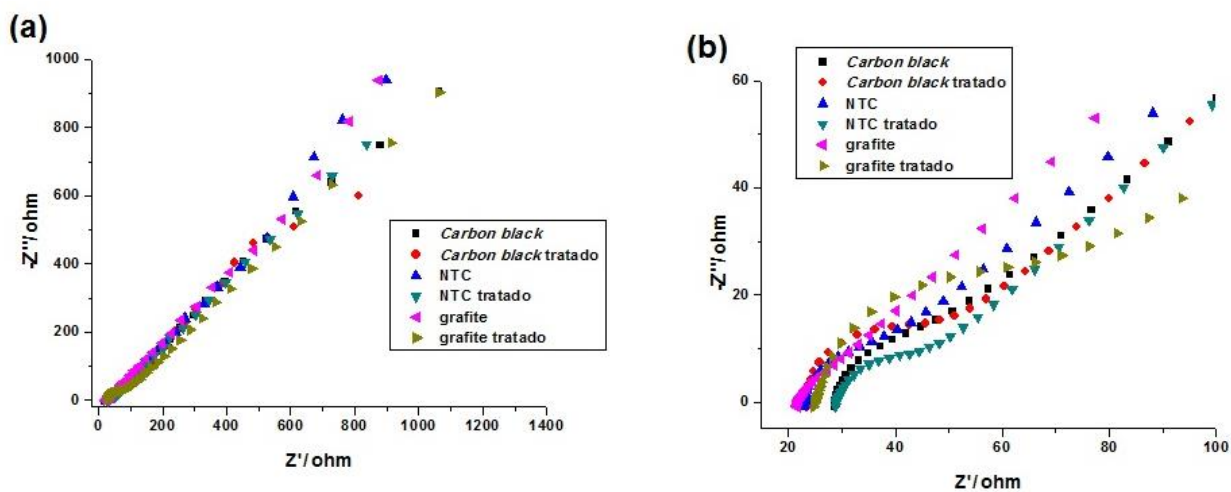 (a)
1000
800
600
400
200
0
-Z''/ohm
0 200 400 600 800 1000 1200 1400
Z'/ohm
Carbon black
Carbon black tratado
NTC
NTC tratado
grafite
grafite tratado
(b)
60
40
20
0
-Z''/ohm
20 40 60 80 100
Z'/ohm
Carbon black
Carbon black tratado
NTC
NTC tratado
grafite
grafite tratado